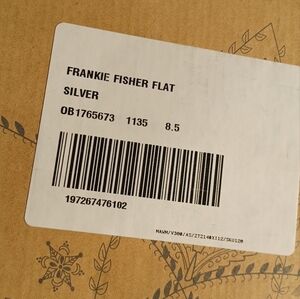 FRANKIE FISHER FLAT
SILVER
OB1765673 1135 8.5
197267476102